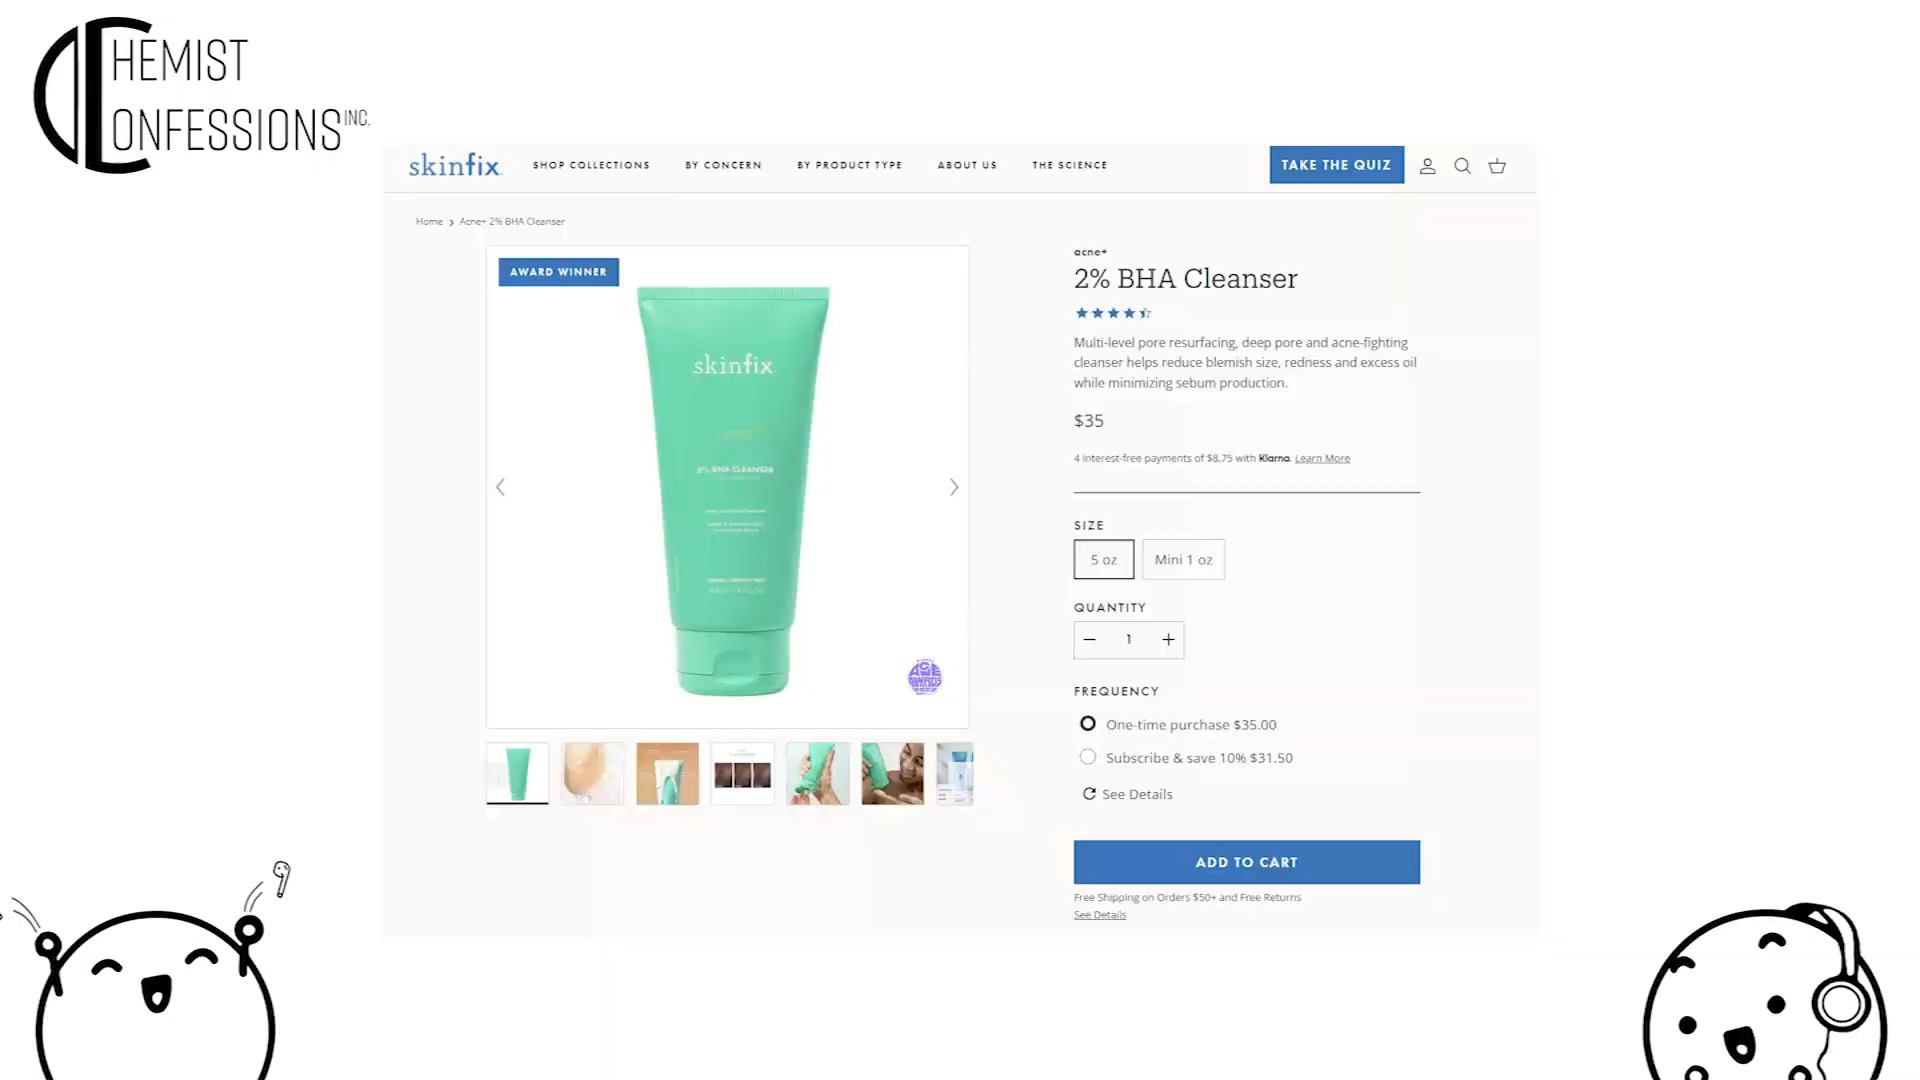 CHEMIST
CONFESSIONS INC.
skinfix
SHOP COLLECTIONS
BY CONCERN
BY PRODUCT TYPE
ABOUT US
THE SCIENCE
TAKE THE QUIZ
Home > Acne+ 2% BHA Cleanser
AWARD WINNER
skinfix
acne+
2% BHA CLEANSER
acne+
2% BHA Cleanser
Multi-level pore resurfacing, deep pore and acne-fighting
cleanser helps reduce blemish size, redness and excess oil
while minimizing sebum production.
$35
4 interest-free payments of $8.75 with Klarna. Learn More
SIZE
5 oz
Mini 1 oz
QUANTITY
1
FREQUENCY
One-time purchase $35.00
Subscribe & save 10% $31.50
See Details
ADD TO CART
Free Shipping on Orders $50+ and Free Returns
See Details